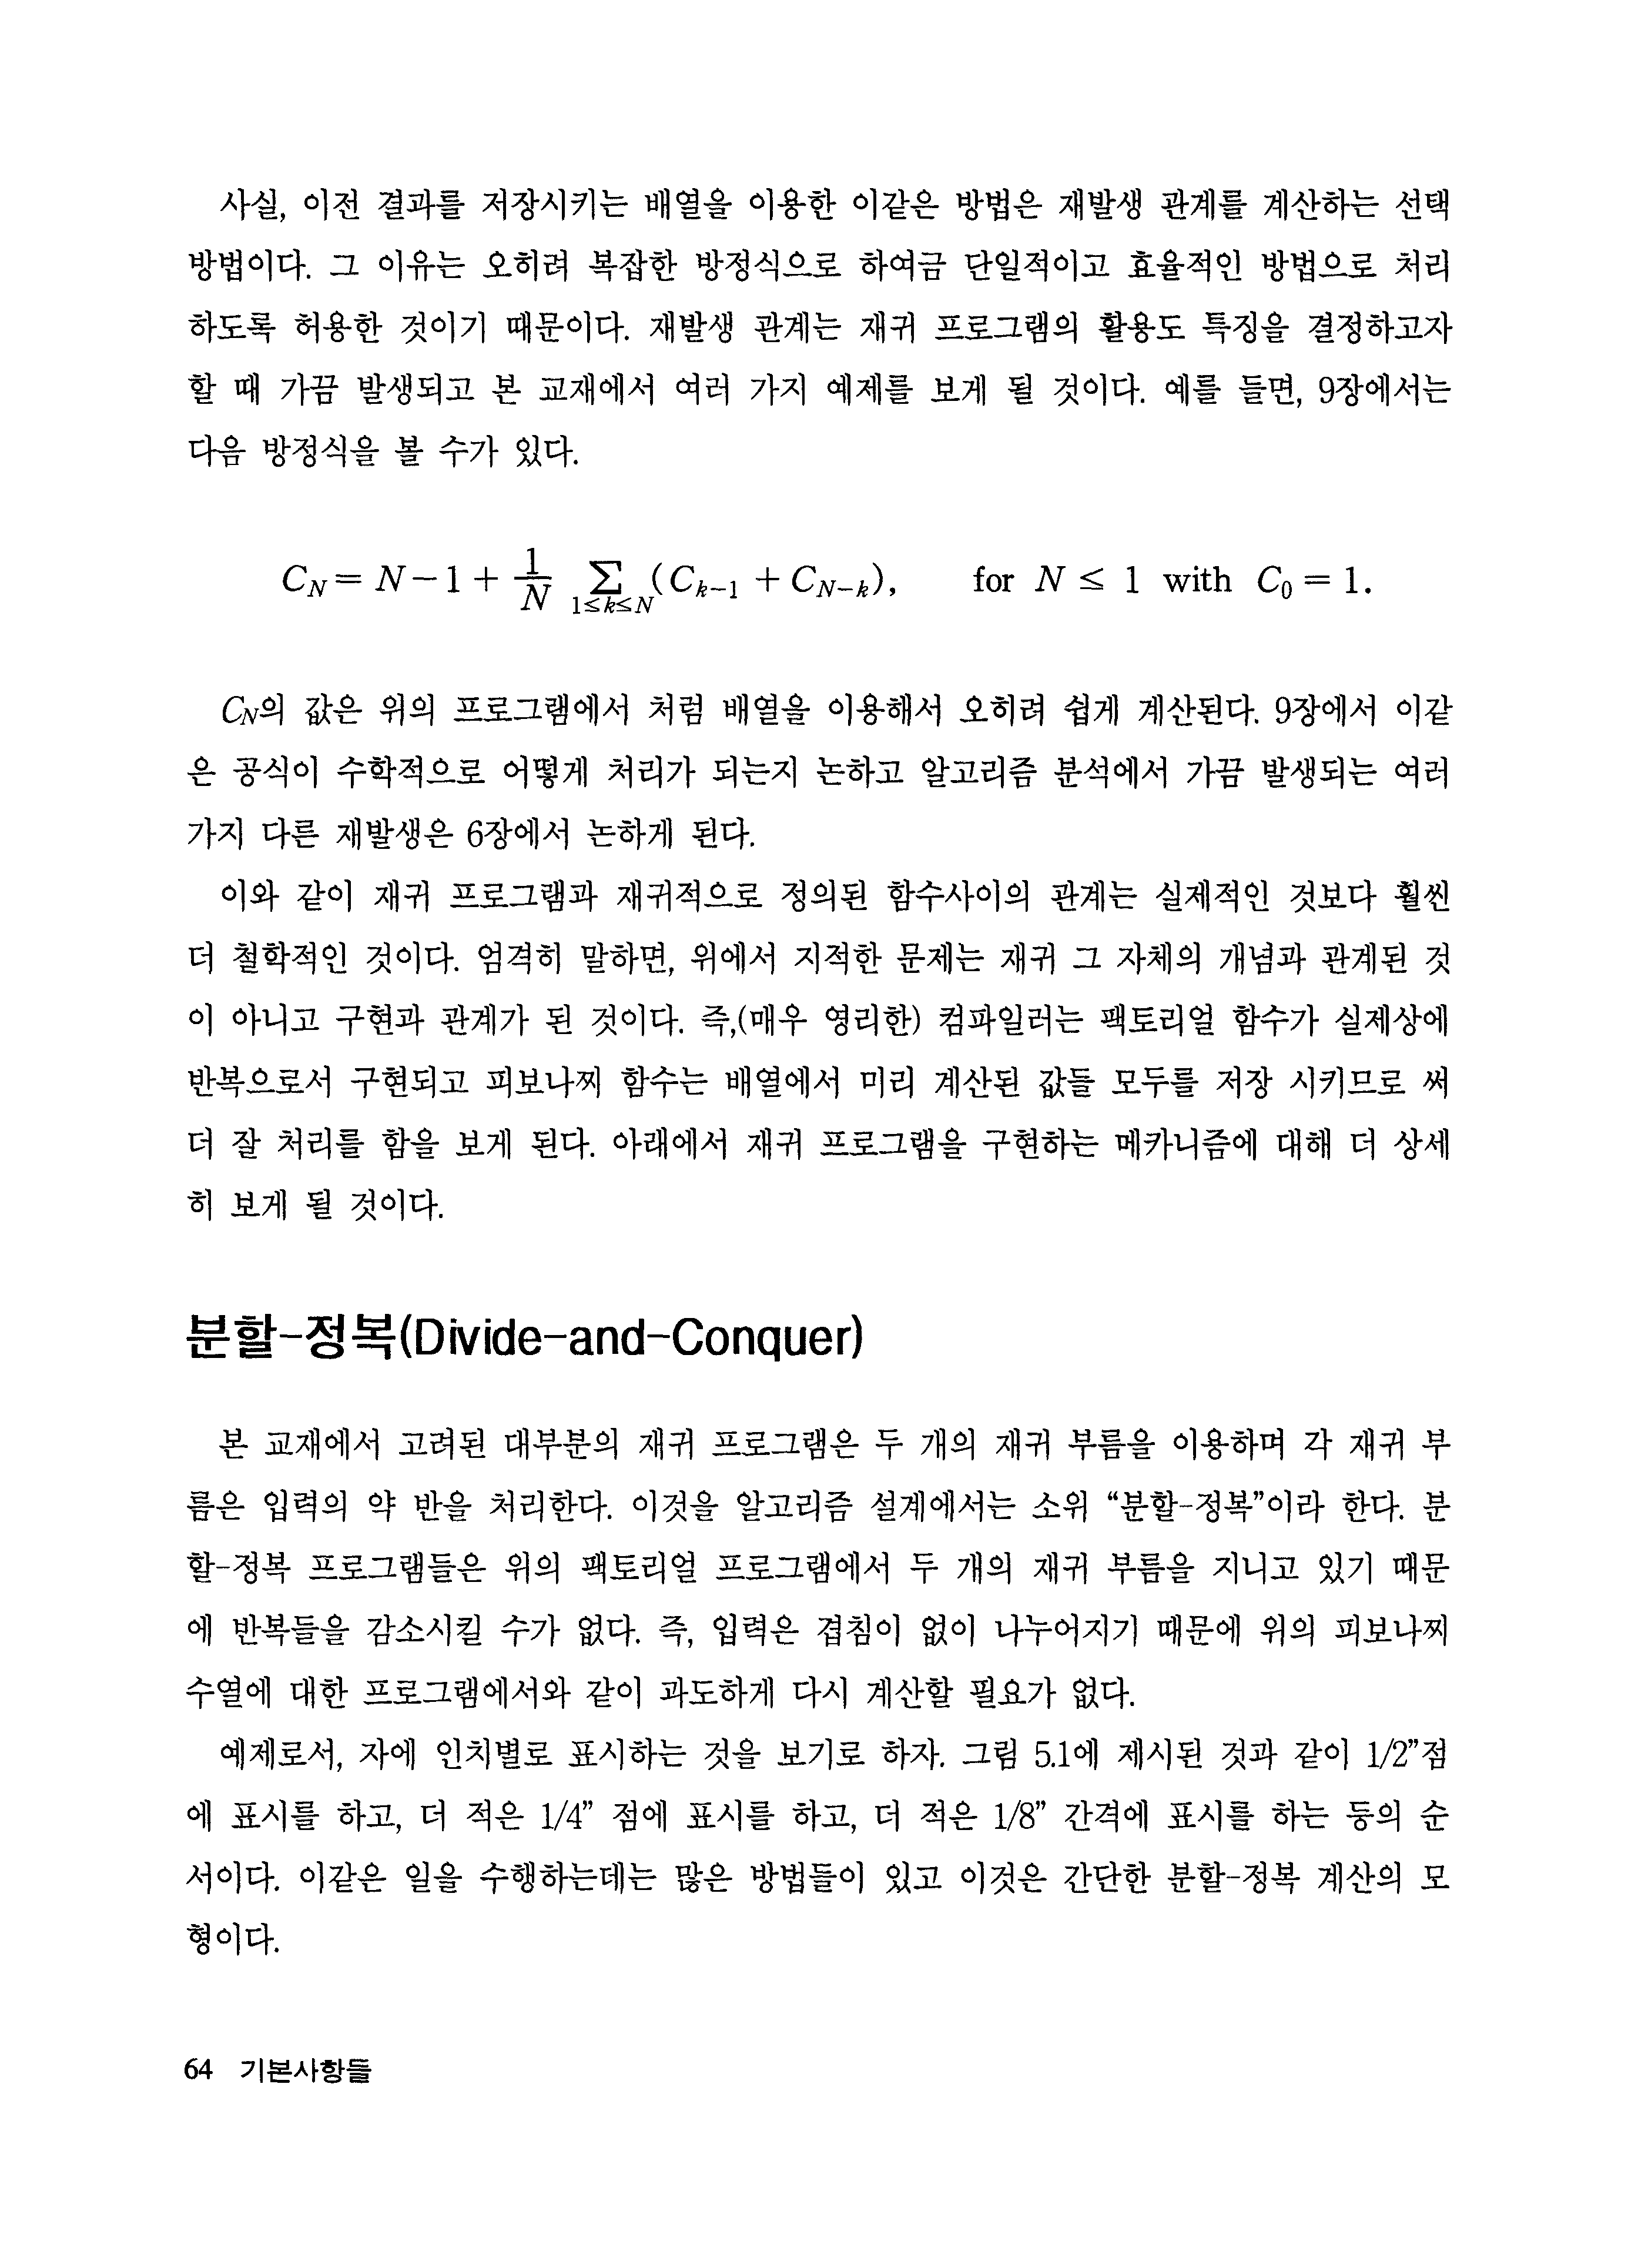 사실, 이전 결과를 저장시키는 배열을 이용한 이같은 방법은 재발생 관계를 계산하는 선택
방법이다. 그 이유는 오히려 복잡한 방정식으로 하여금 단일적이고 효율적인 방법으로 처리
하도록 허용한 것이기 때문이다. 재발생 관계는 재귀 프로그램의 활용도 특징을 결정하고자
할 때 가끔 발생되고 본 교재에서 여러 가지 예제를 보게 될 것이다. 예를 들면, 9장에서는
다음 방정식을 볼 수가 있다.
C_N = N − 1 + 1/N Σ_{1≤k≤N} (C_{k−1} + C_{N−k}), for N ≤ 1 with C_0 = 1.
C_N의 값은 위의 프로그램에서 처럼 배열을 이용해서 오히려 쉽게 계산된다. 9장에서 이같
은 공식이 수학적으로 어떻게 처리가 되는지 논하고 알고리즘 분석에서 가끔 발생되는 여러
가지 다른 재발생은 6장에서 논하게 된다.
이와 같이 재귀 프로그램과 재귀적으로 정의된 함수사이의 관계는 실제적인 것보다 훨씬
더 철학적인 것이다. 엄격히 말하면, 위에서 지적한 문제는 재귀 그 자체의 개념과 관계된 것
이 아니고 구현과 관계가 된 것이다. 즉,(매우 영리한) 컴파일러는 팩토리얼 함수가 실제상에
반복으로서 구현되고 피보나찌 함수는 배열에서 미리 계산된 값들 모두를 저장 시키므로 써
더 잘 처리를 함을 보게 된다. 아래에서 재귀 프로그램을 구현하는 메카니즘에 대해 더 상세
히 보게 될 것이다.
분할-정복(Divide-and-Conquer)
본 교재에서 고려된 대부분의 재귀 프로그램은 두 개의 재귀 부름을 이용하며 각 재귀 부
름은 입력의 약 반을 처리한다. 이것을 알고리즘 설계에서는 소위 “분할-정복”이라 한다. 분
할-정복 프로그램들은 위의 팩토리얼 프로그램에서 두 개의 재귀 부름을 지니고 있기 때문
에 반복들을 감소시킬 수가 없다. 즉, 입력은 겹침이 없이 나누어지기 때문에 위의 피보나찌
수열에 대한 프로그램에서와 같이 과도하게 다시 계산할 필요가 없다.
예제로서, 자에 인치별로 표시하는 것을 보기로 하자. 그림 5.1에 제시된 것과 같이 1/2”점
에 표시를 하고, 더 적은 1/4” 점에 표시를 하고, 더 적은 1/8” 간격에 표시를 하는 등의 순
서이다. 이같은 일을 수행하는데는 많은 방법들이 있고 이것은 간단한 분할-정복 계산의 모
형이다.
64 기본사항들